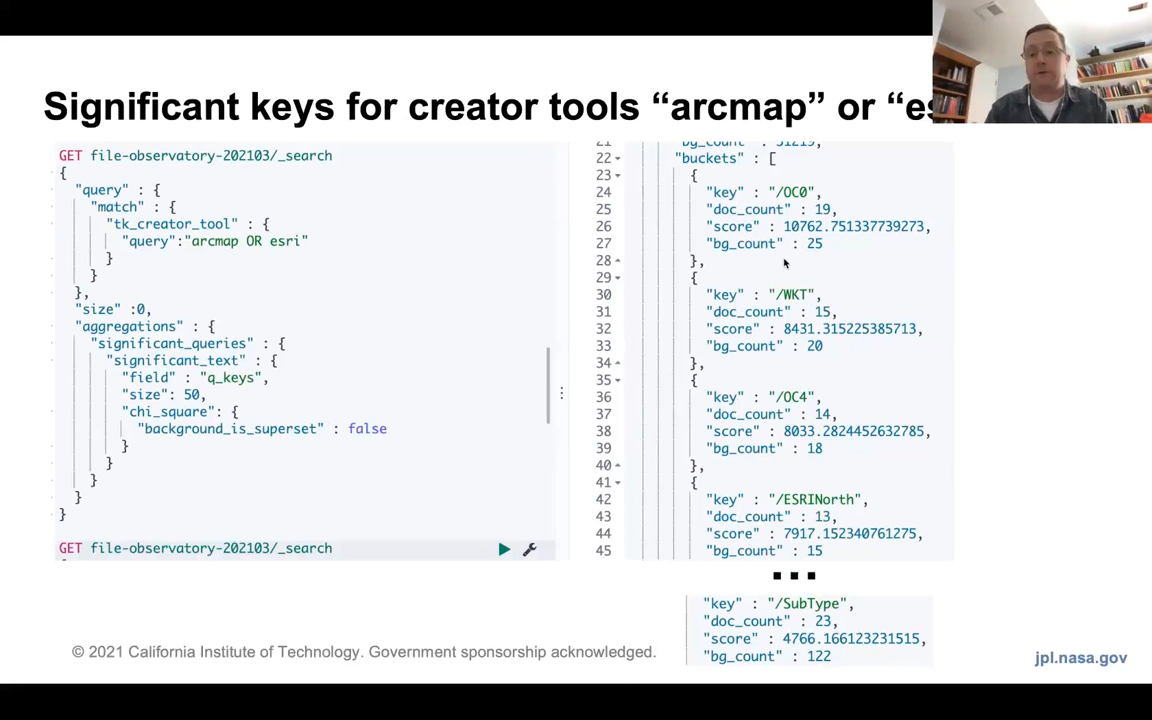 Significant keys for creator tools “arcmap” or “es
GET file-observatory-202103/_search
{
"query" : {
"match" : {
"tk_creator_tool" : {
"query":"arcmap OR esri"
}
}
},
"size" :0,
"aggregations" : {
"significant_queries" : {
"significant_text" : {
"field" : "q_keys",
"size": 50,
"chi_square": {
"background_is_superset" : false
}
}
}
}
}
GET file-observatory-202103/_search
21 "bg_count" : 31219,
22 "buckets" : [
23 {
24 "key" : "/OC0",
25 "doc_count" : 19,
26 "score" : 10762.751337739273,
27 "bg_count" : 25
28 },
29 {
30 "key" : "/WKT",
31 "doc_count" : 15,
32 "score" : 8431.315225385713,
33 "bg_count" : 20
34 },
35 {
36 "key" : "/OC4",
37 "doc_count" : 14,
38 "score" : 8033.2824452632785,
39 "bg_count" : 18
40 },
41 {
42 "key" : "/ESRINorth",
43 "doc_count" : 13,
44 "score" : 7917.152340761275,
45 "bg_count" : 15
...
"key" : "/SubType",
"doc_count" : 23,
"score" : 4766.166123231515,
"bg_count" : 122
© 2021 California Institute of Technology. Government sponsorship acknowledged.
jpl.nasa.gov